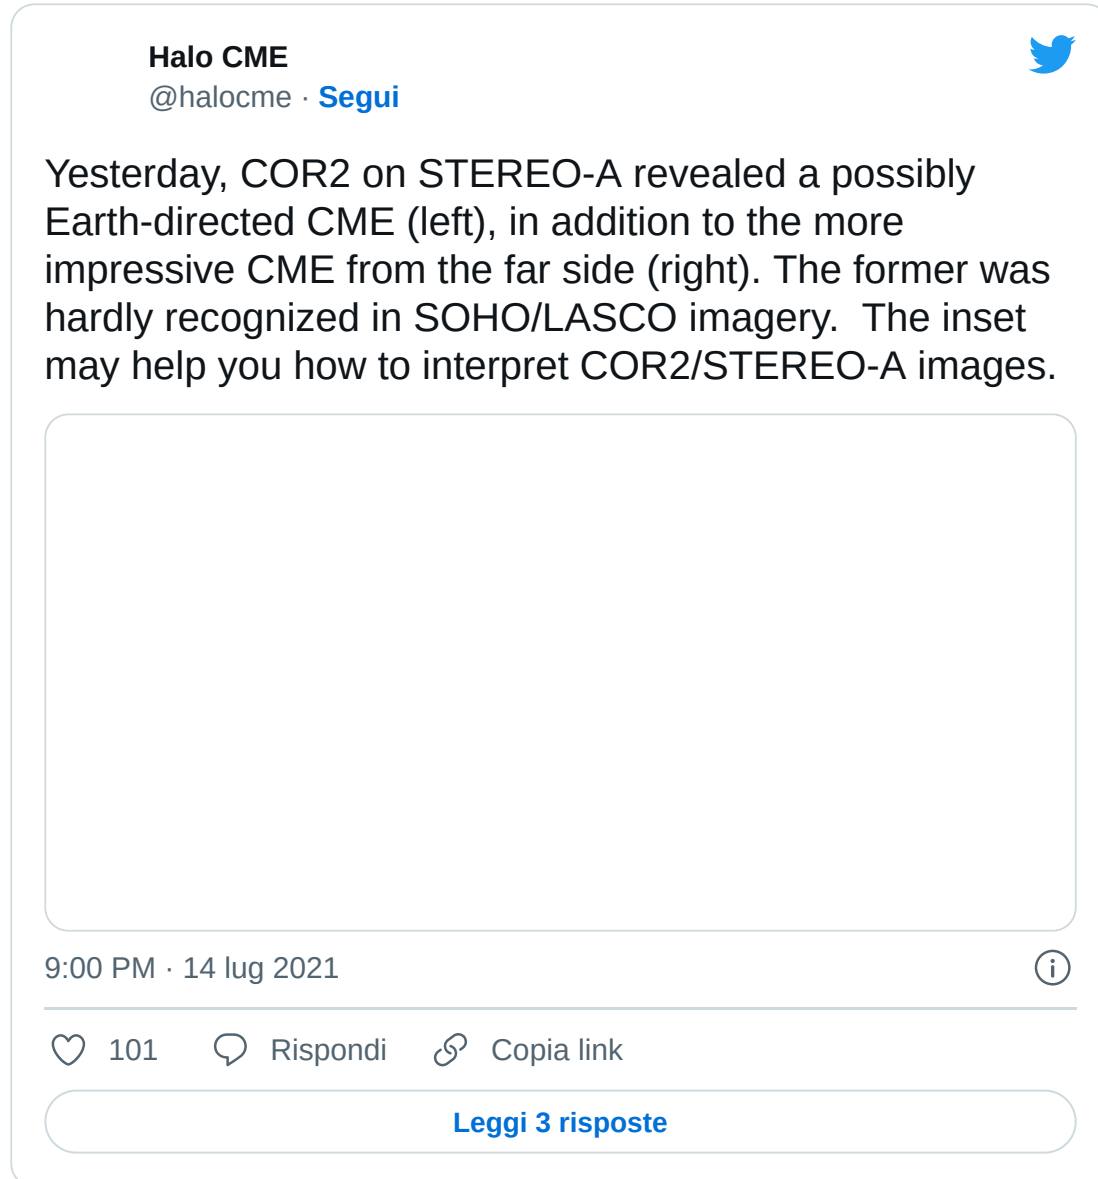 Halo CME
@halocme · Segui
Yesterday, COR2 on STEREO-A revealed a possibly
Earth-directed CME (left), in addition to the more
impressive CME from the far side (right). The former was
hardly recognized in SOHO/LASCO imagery.  The inset
may help you how to interpret COR2/STEREO-A images.
9:00 PM · 14 lug 2021
101 Rispondi Copia link
Leggi 3 risposte